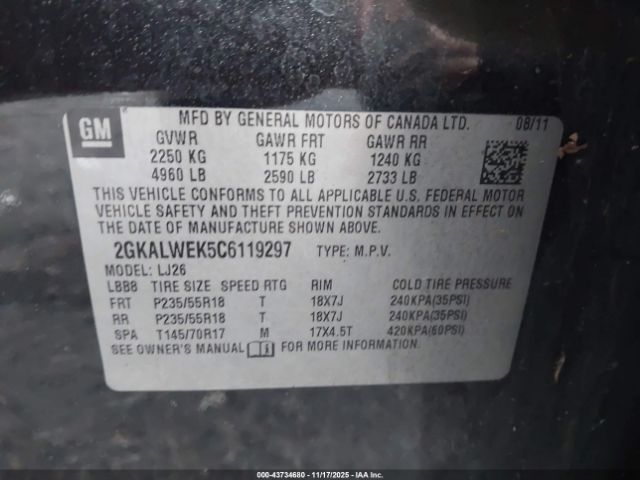 GM
MFD BY GENERAL MOTORS OF CANADA LTD. 08/11
GVWR GAWR FRT GAWR RR
2250 KG 1175 KG 1240 KG
4960 LB 2590 LB 2733 LB
THIS VEHICLE CONFORMS TO ALL APPLICABLE U.S. FEDERAL MOTOR
VEHICLE SAFETY AND THEFT PREVENTION STANDARDS IN EFFECT ON
THE DATE OF MANUFACTURE SHOWN ABOVE.
2GKALWEK5C6119297 TYPE: M.P.V.
MODEL: LJ26
LBBB TIRE SIZE SPEED RTG RIM COLD TIRE PRESSURE
FRT P235/55R18 T 18X7J 240KPA(35PSI)
RR P235/55R18 T 18X7J 240KPA(35PSI)
SPA T145/70R17 M 17X4.5T 420KPA(60PSI)
SEE OWNER'S MANUAL FOR MORE INFORMATION.
000 - 43734680 - 11/17/2025 - IAAI.COM